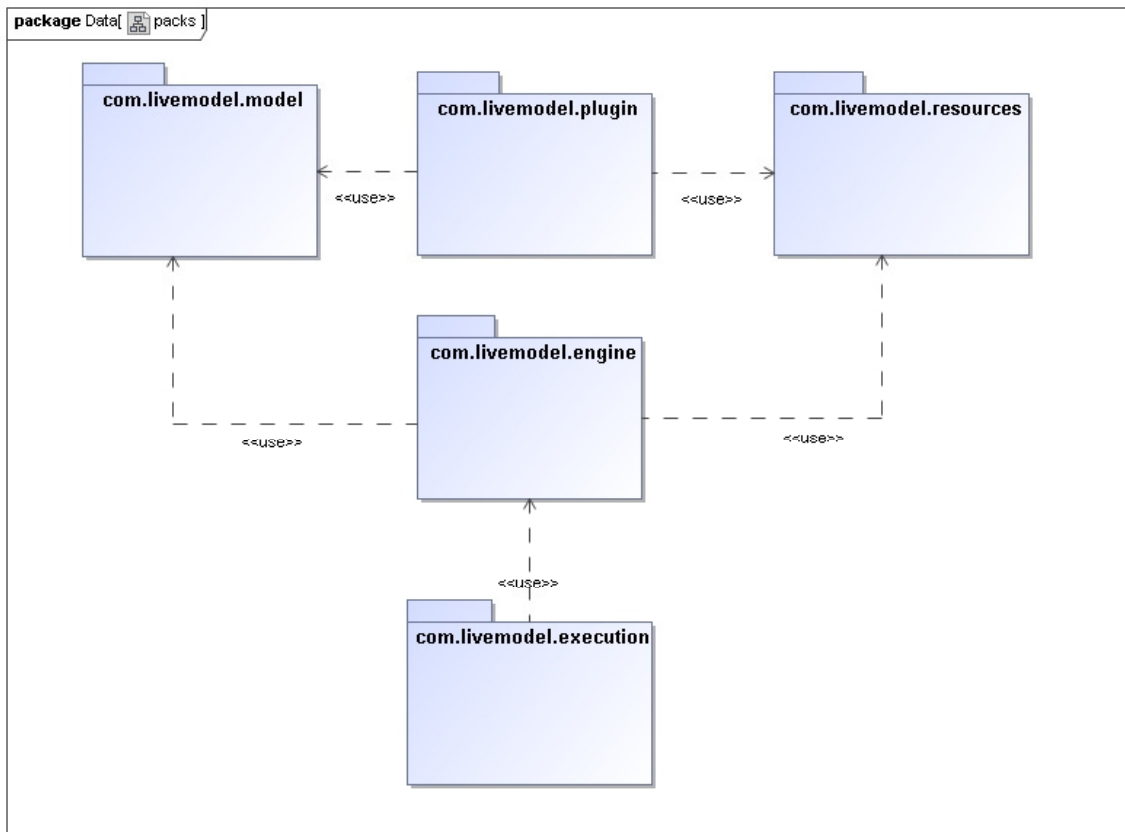 package Data[ packs ]
com.livemodel.model
com.livemodel.plugin
com.livemodel.resources
<<use>>
<<use>>
com.livemodel.engine
<<use>>
<<use>>
<<use>>
com.livemodel.execution